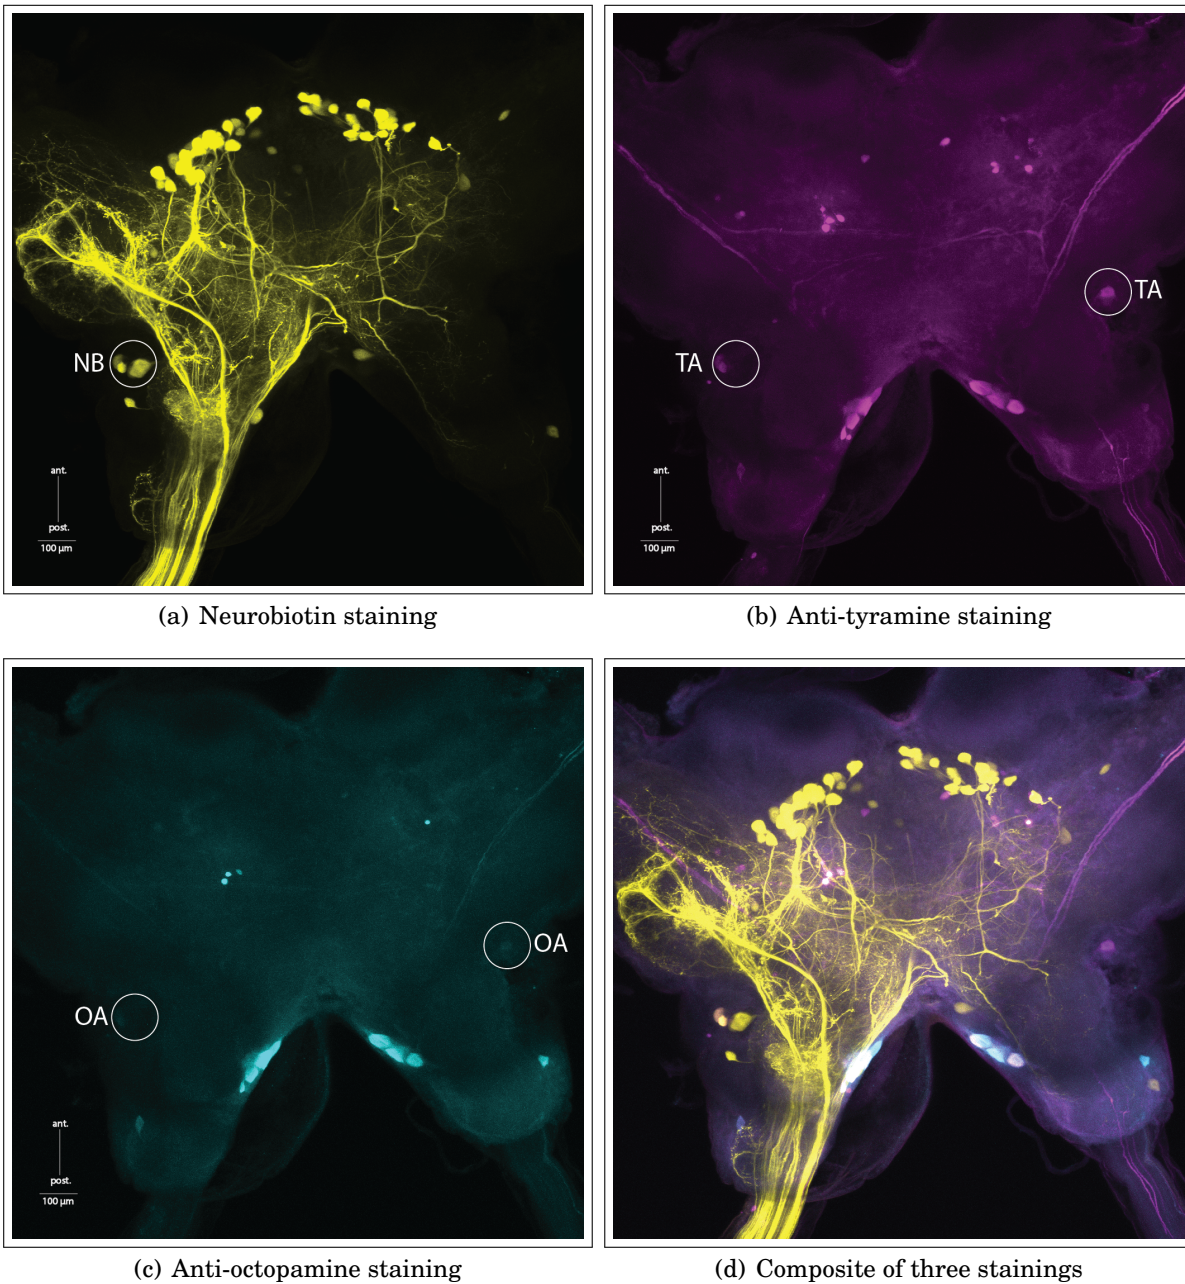 NB
ant.
post.
100 µm
(a) Neurobiotin staining
TA
TA
ant.
post.
100 µm
(b) Anti-tyramine staining
OA
OA
ant.
post.
100 µm
(c) Anti-octopamine staining
(d) Composite of three stainings